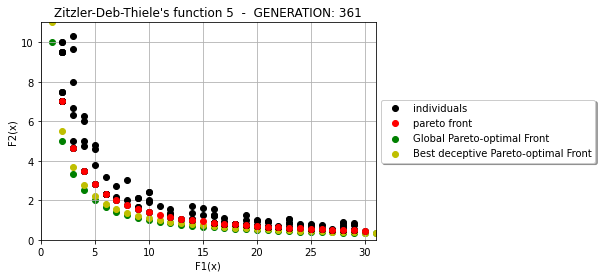 Zitzler-Deb-Thiele's function 5 - GENERATION: 361
10
8
6
4
2
0
F2(x)
0 5 10 15 20 25 30
F1(x)
individuals
pareto front
Global Pareto-optimal Front
Best deceptive Pareto-optimal Front